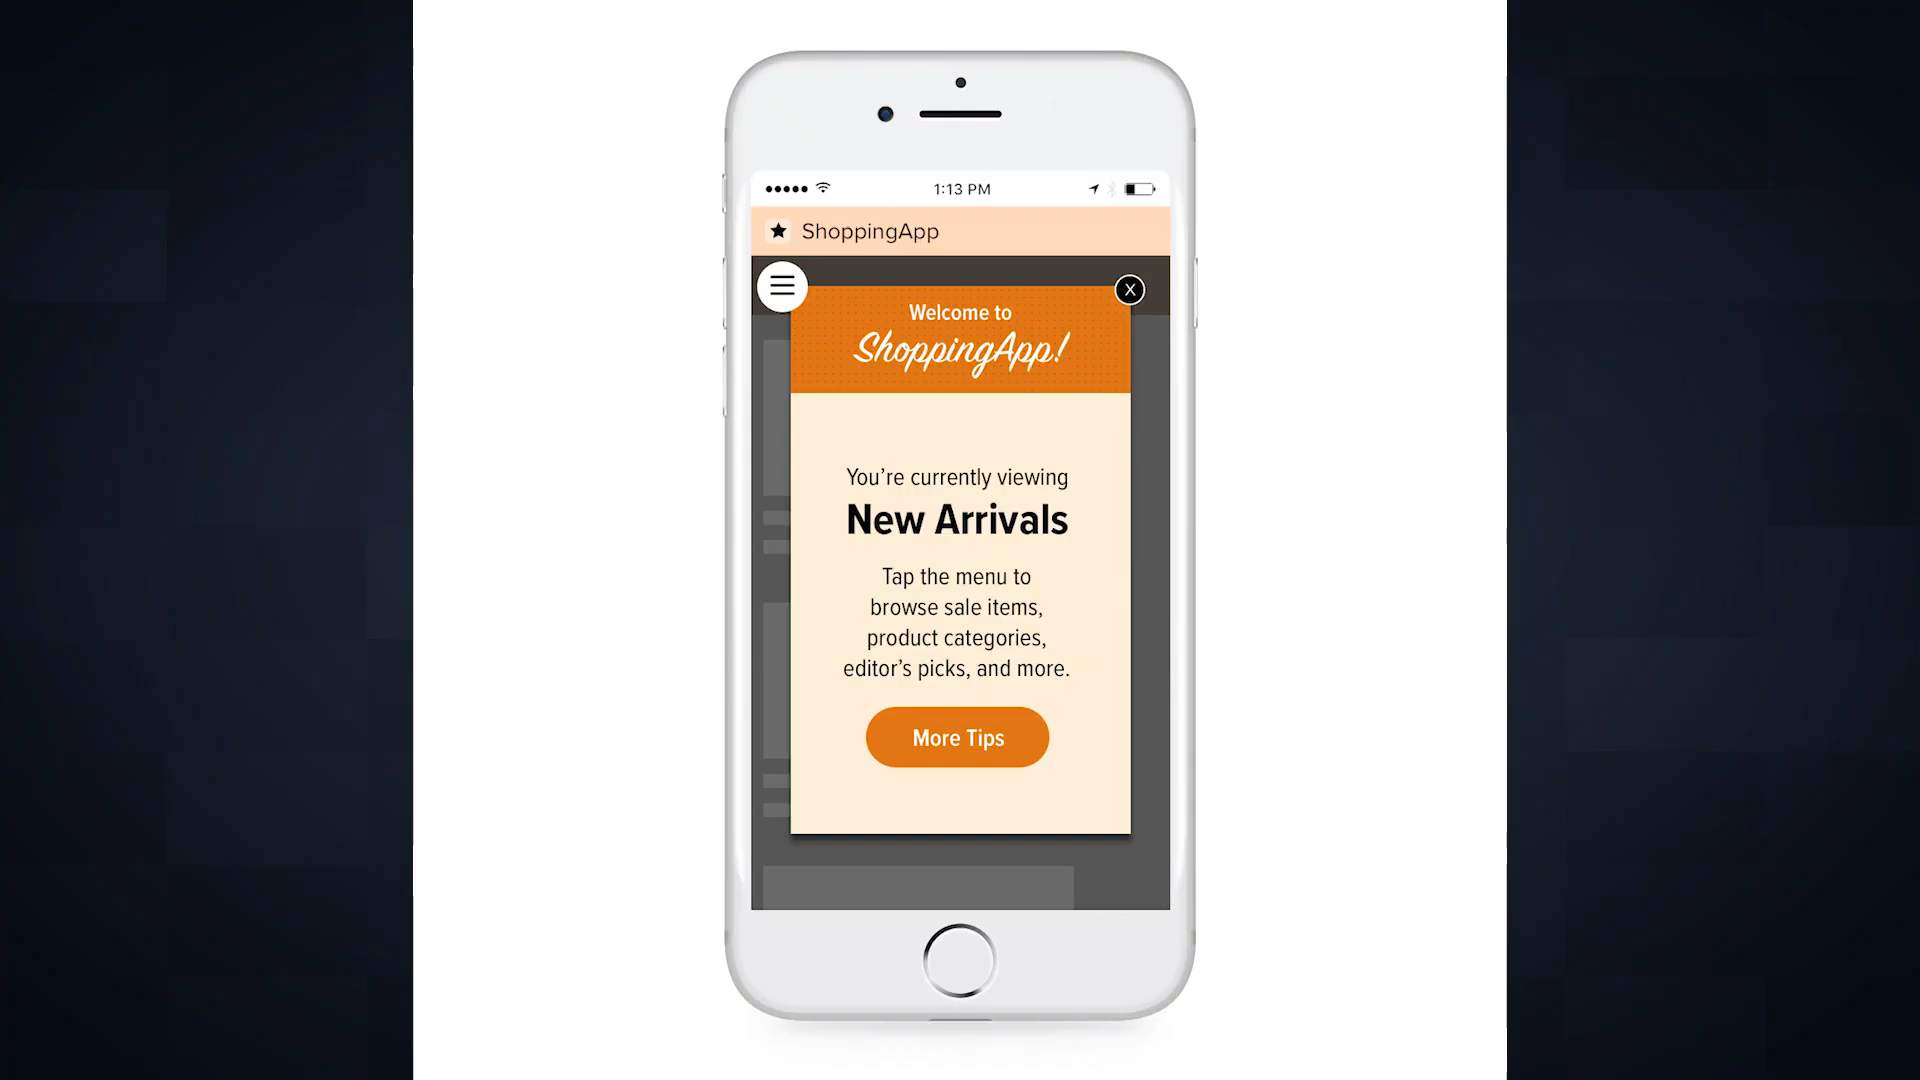 1:13 PM
ShoppingApp
X
Welcome to
ShoppingApp!
You’re currently viewing
New Arrivals
Tap the menu to
browse sale items,
product categories,
editor’s picks, and more.
More Tips